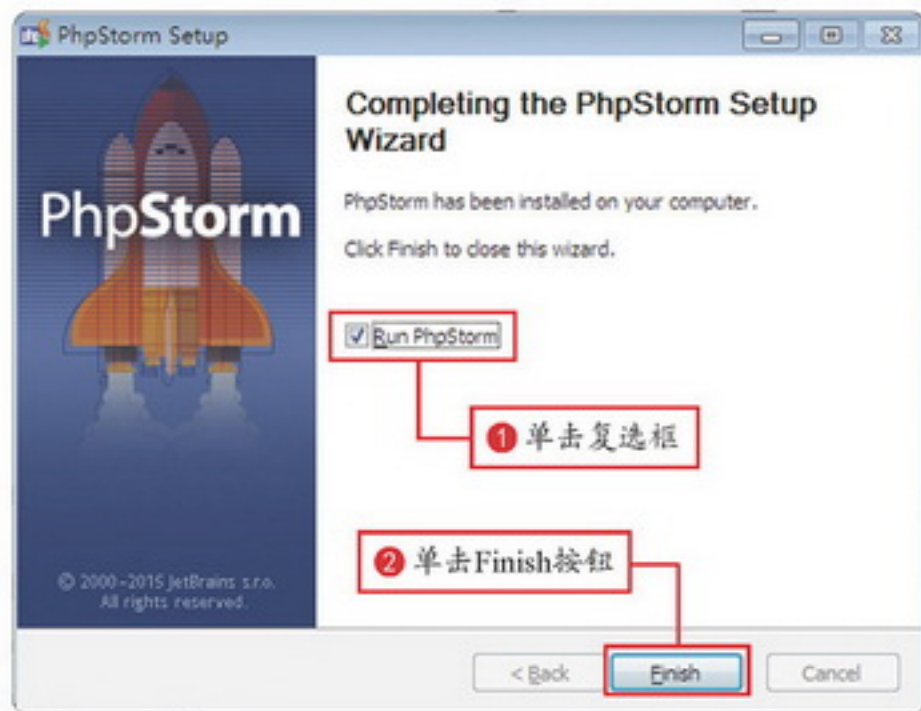 PhpStorm Setup
PhpStorm
Completing the PhpStorm Setup
Wizard
PhpStorm has been installed on your computer.
Click Finish to close this wizard.
Run PhpStorm
1 单击复选框
2 单击Finish按钮
© 2000-2015 JetBrains s.r.o.
All rights reserved.
< Back
Finish
Cancel